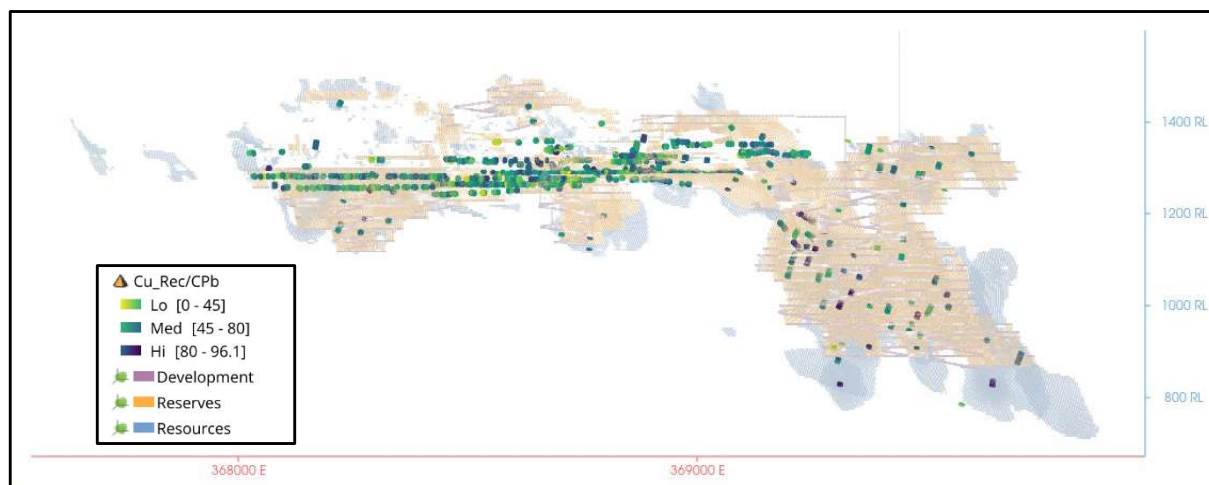 1400 RL
1200 RL
Cu_Rec/CPb
Lo [0 - 45]
Med [45 - 80]
Hi [80 - 96.1]
Development
Reserves
Resources
1000 RL
800 RL
368000 E
369000 E